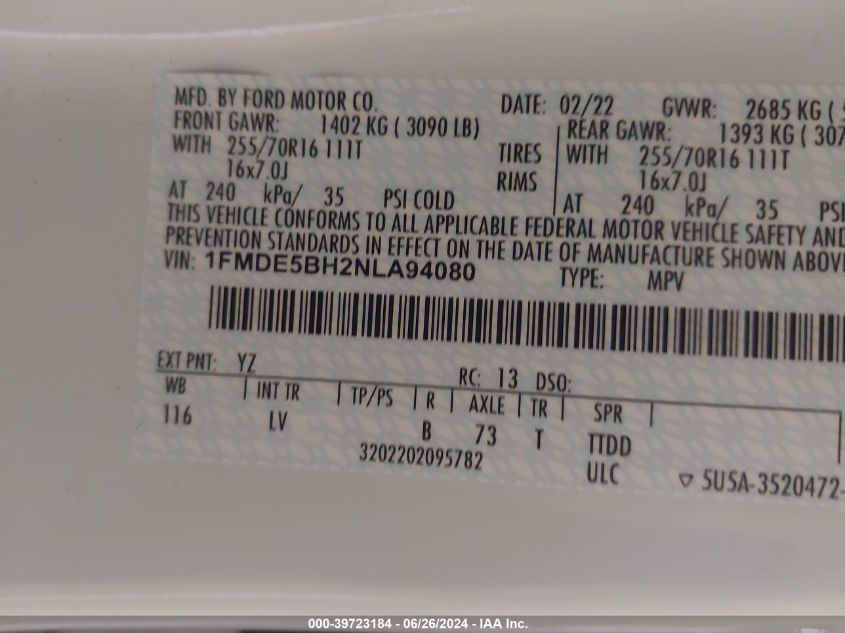 MFD. BY FORD MOTOR CO. DATE: 02/22 GVWR: 2685 KG (
FRONT GAWR: 1402 KG ( 3090 LB) REAR GAWR: 1393 KG ( 307
WITH 255/70R16 111T TIRES WITH 255/70R16 111T
16x7.0J RIMS 16x7.0J
AT 240 kPa/ 35 PSI COLD AT 240 kPa/ 35 PSI
THIS VEHICLE CONFORMS TO ALL APPLICABLE FEDERAL MOTOR VEHICLE SAFETY AND
PREVENTION STANDARDS IN EFFECT ON THE DATE OF MANUFACTURE SHOWN ABOV
VIN: 1FMDE5BH2NLA94080 TYPE: MPV
EXT PNT: YZ RC: 13 DSO:
WB INT TR TP/PS R AXLE TR SPR
116 LV B 73 T TTDD
3202202095782 ULC ▽ 5U5A-3520472-
000-39723184 - 06/26/2024 - IAA Inc.